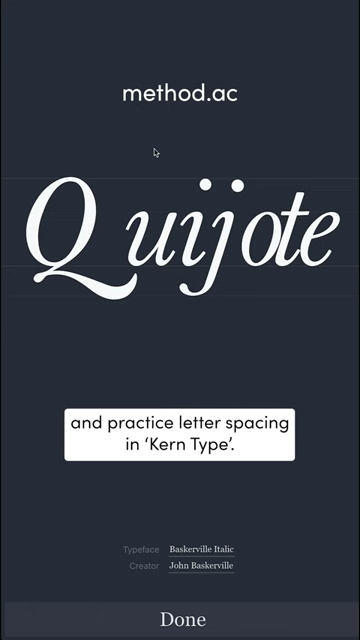 method.ac
Quijote
and practice letter spacing
in ‘Kern Type’.
Typeface Baskerville Italic
Creator John Baskerville
Done